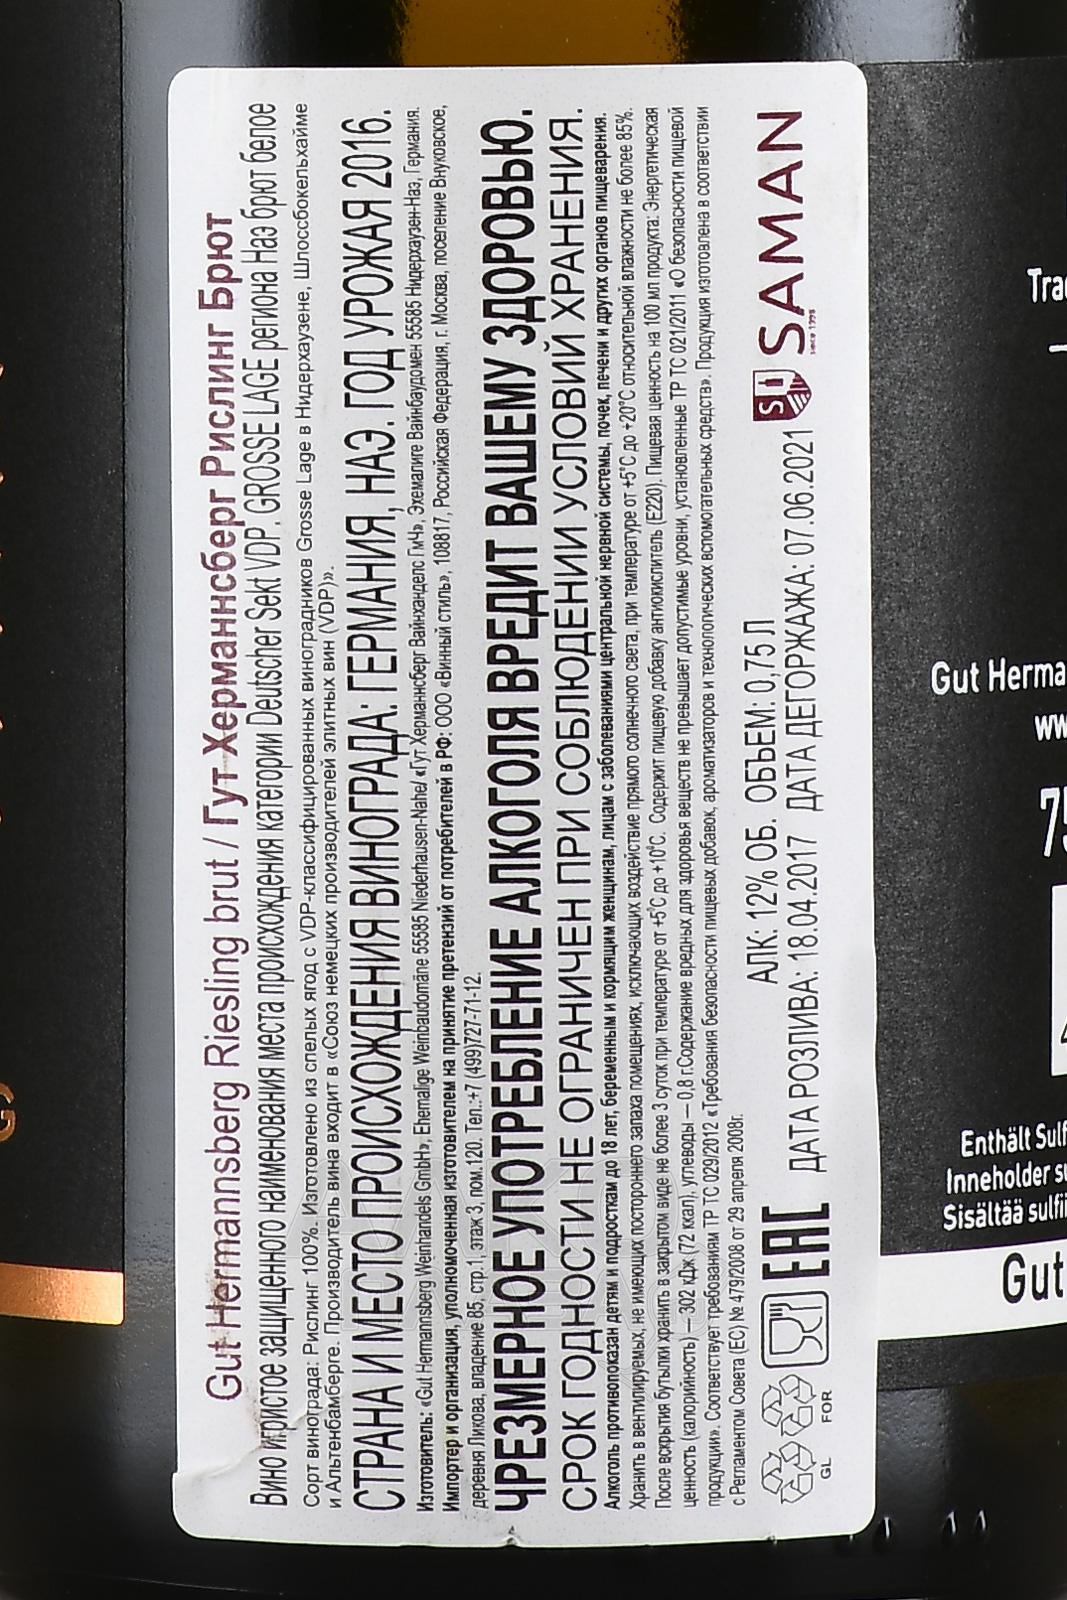 Gut Hermannsberg Riesling brut / Гут Херманнсберг Рислинг Брют
Вино игристое защищенного наименования места происхождения категории Deutscher Sekt VDP. GROSSE LAGE региона Наэ брют белое
Сорт винограда: Рислинг 100%. Изготовлено из спелых ягод с VDP-классифицированных виноградников Grosse Lage в Нидерхаузене, Шлоссбокельхайме
и Альтенбамберге. Производитель вина входит в «Союз немецких производителей элитных вин (VDP)».
СТРАНА И МЕСТО ПРОИСХОЖДЕНИЯ ВИНОГРАДА: ГЕРМАНИЯ, НАЭ. ГОД УРОЖАЯ 2016.
Изготовитель: «Gut Hermannsberg Weinhandels GmbH», Ehemalige Weinbaudomäne 55585 Niederhausen-Nahe/ «Гут Херманнсберг Вайнханделс ГмЧ», Эхемалиге Вайнбаудомен 55585 Нидерхаузен-Наэ, Германия.
Импортер и организация, уполномоченная изготовителем на принятие претензий от потребителей в РФ: ООО «Винный стиль», 108817, Российская Федерация, г. Москва, поселение Внуковское,
деревня Ликова, владение 85, стр.1, этаж 3, пом.120. Тел.:+7 (499)727-71-12.
ЧРЕЗМЕРНОЕ УПОТРЕБЛЕНИЕ АЛКОГОЛЯ ВРЕДИТ ВАШЕМУ ЗДОРОВЬЮ.
СРОК ГОДНОСТИ НЕ ОГРАНИЧЕН ПРИ СОБЛЮДЕНИИ УСЛОВИЙ ХРАНЕНИЯ.
Алкоголь противопоказан детям и подросткам до 18 лет, беременным и кормящим женщинам, лицам с заболеваниями центральной нервной системы, почек, печени и других органов пищеварения.
Хранить в вентилируемых, не имеющих постороннего запаха помещениях, исключающих воздействие прямого солнечного света, при температуре от +5°С до +20°С относительной влажности не более 85%.
После вскрытия бутылки хранить в закрытом виде не более 3 суток при температуре от +5°С до +10°С. Содержит пищевую добавку антиокислитель (Е220). Пищевая ценность на 100 мл продукта: Энергетическая
ценность (калорийность) – 302 кДж (72 ккал), углеводы – 0,8 г.Содержание вредных для здоровья веществ не превышает допустимые уровни, установленные ТР ТС 021/2011 «О безопасности пищевой
продукции». Соответствует требованиям ТР ТС 029/2012 «Требования безопасности пищевых добавок, ароматизаторов и технологических вспомогательных средств». Продукция изготовлена в соответствии
с Регламентом Совета (ЕС) № 479/2008 от 29 апреля 2008г.
АЛК: 12% ОБ. ОБЪЕМ: 0,75 Л
ДАТА РОЗЛИВА: 18.04.2017 ДАТА ДЕГОРЖАЖА: 07.06.2021
GL
FOR
EAC
SAMAN
since 1998
Gut Herma
75
Enthält Sulf
Inneholder su
Sisältää sulfii
Gut